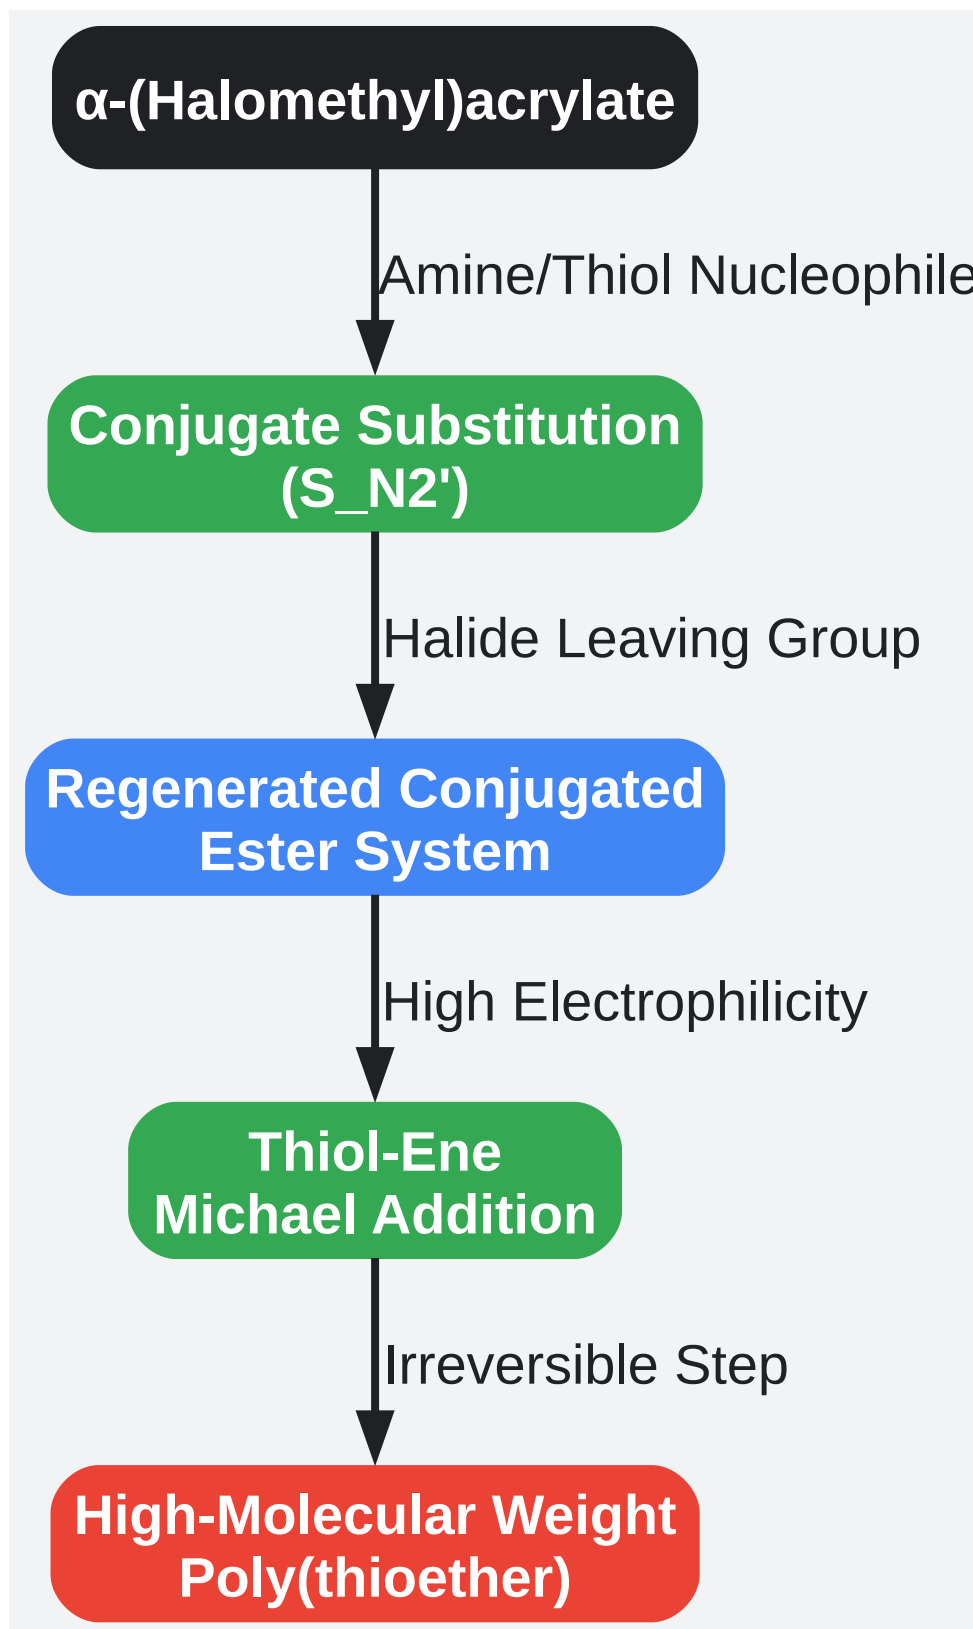 α-(Halomethyl)acrylate
Amine/Thiol Nucleophile
Conjugate Substitution
(S_N2')
Halide Leaving Group
Regenerated Conjugated
Ester System
High Electrophilicity
Thiol-Ene
Michael Addition
Irreversible Step
High-Molecular Weight
Poly(thioether)